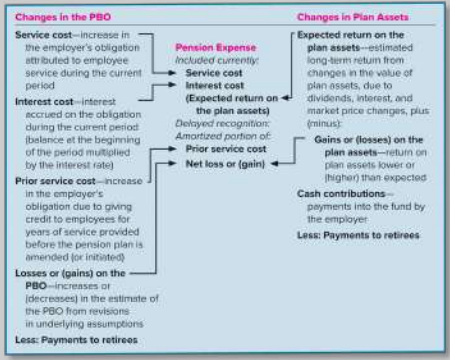 Changes in the PBO
Service cost—increase in
the employer's obligation
attributed to employee
service during the current
period
Interest cost—interest
accrued on the obligation
during the current period
(balance at the beginning
of the period multiplied
by the interest rate)
Prior service cost—increase
in the employer's
obligation due to giving
credit to employees for
years of service provided
before the pension plan is
amended (or initiated)
Losses or (gains) on the
PBO—increases or
(decreases) in the estimate of
the PBO from revisions
in underlying assumptions
Less: Payments to retirees
Pension Expense
Included currently:
Service cost
Interest cost
(Expected return on
the plan assets)
Delayed recognition:
Amortized portion of:
Prior service cost
Net loss or (gain)
Changes in Plan Assets
Expected return on the
plan assets—estimated
long-term return from
changes in the value of
plan assets, due to
dividends, interest, and
market price changes, plus
(minus):
Gains or (losses) on the
plan assets—return on
plan assets lower or
(higher) than expected
Cash contributions—
payments into the fund by
the employer
Less: Payments to retirees